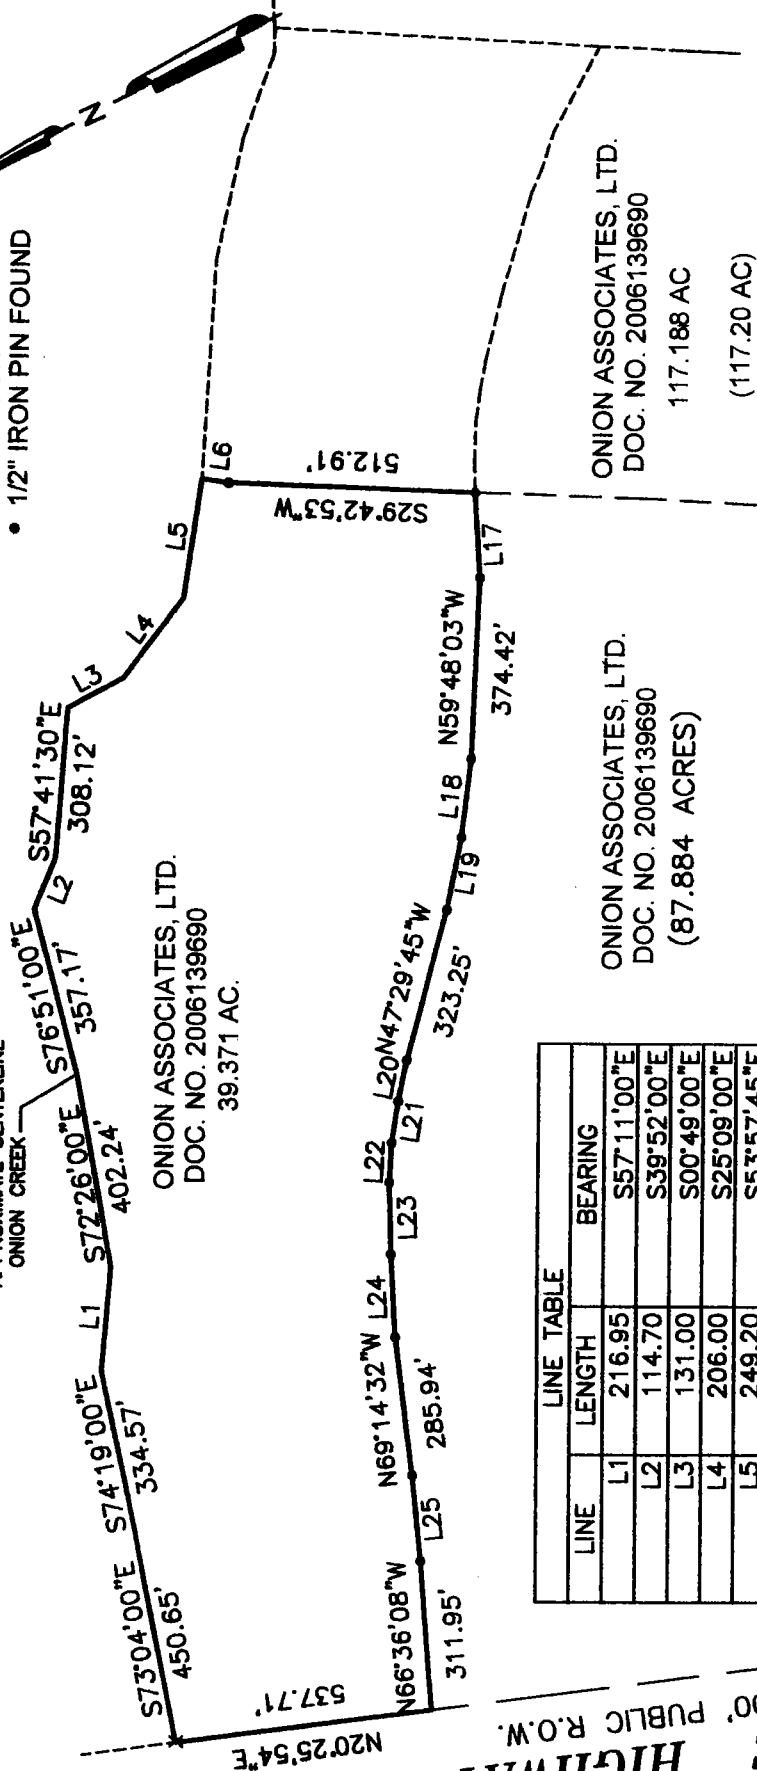 N
• 1/2" IRON PIN FOUND
ONION CREEK
S73°04'00"E
450.65'
S74°19'00"E
334.57'
L1
S72°26'00"E
402.24'
S76°51'00"E
357.17'
L2
S57°41'30"E
308.12'
L3
L4
L5
L6
S29°42'53"W
512.91'
ONION ASSOCIATES, LTD.
DOC. NO. 2006139690
39.371 AC.
N20°25'54"E
537.71'
N66°36'08"W
311.95'
L25
N69°14'32"W
285.94'
L24
L23
L22
L21
L20
N47°29'45"W
323.25'
L19
L18
N59°48'03"W
374.42'
L17
ONION ASSOCIATES, LTD.
DOC. NO. 2006139690
117.188 AC
(117.20 AC)
ONION ASSOCIATES, LTD.
DOC. NO. 2006139690
(87.884 ACRES)
LINE TABLE
LINE LENGTH BEARING
L1 216.95 S57°11'00"E
L2 114.70 S39°52'00"E
L3 131.00 S00°49'00"E
L4 206.00 S25°09'00"E
L5 249.20 S53°57'45"E
HIGHWAY
PUBLIC R.O.W.